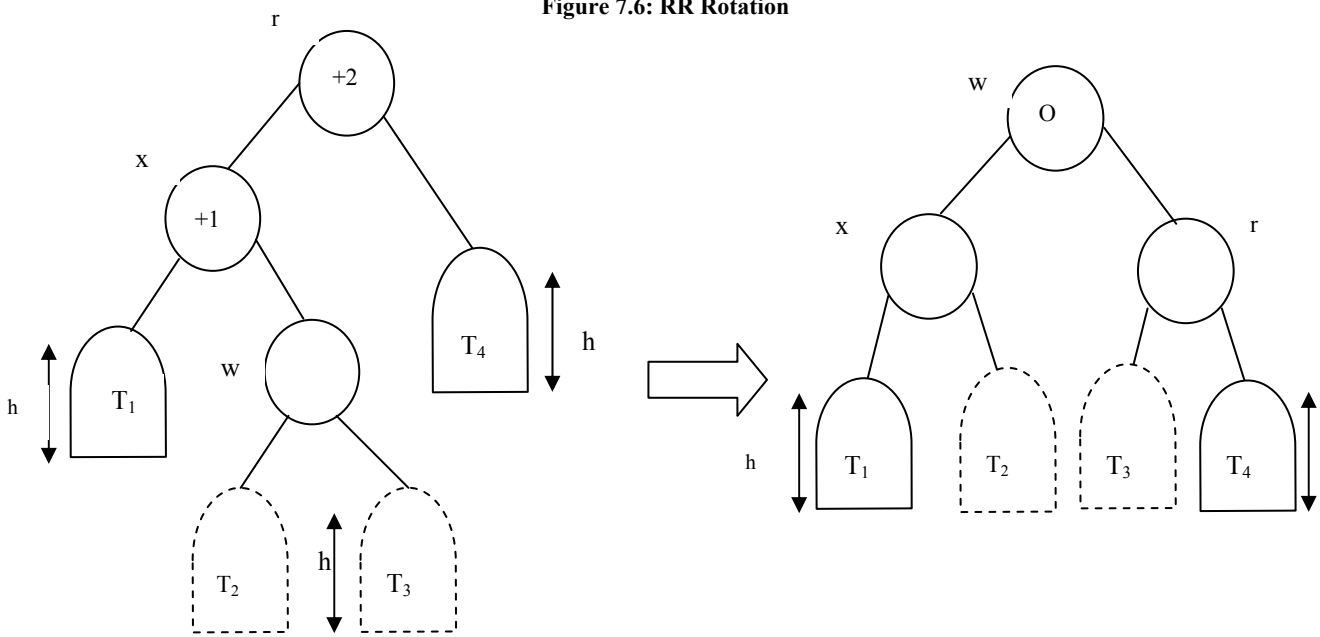 Figure 7.6: RR Rotation
r
+2
w
O
x
+1
x
r
T4
h
w
T1
h
T1
T2
T3
T4
h
T2
h
T3